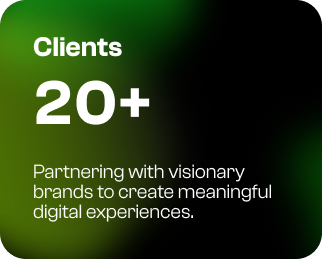 Clients
20+
Partnering with visionary
brands to create meaningful
digital experiences.